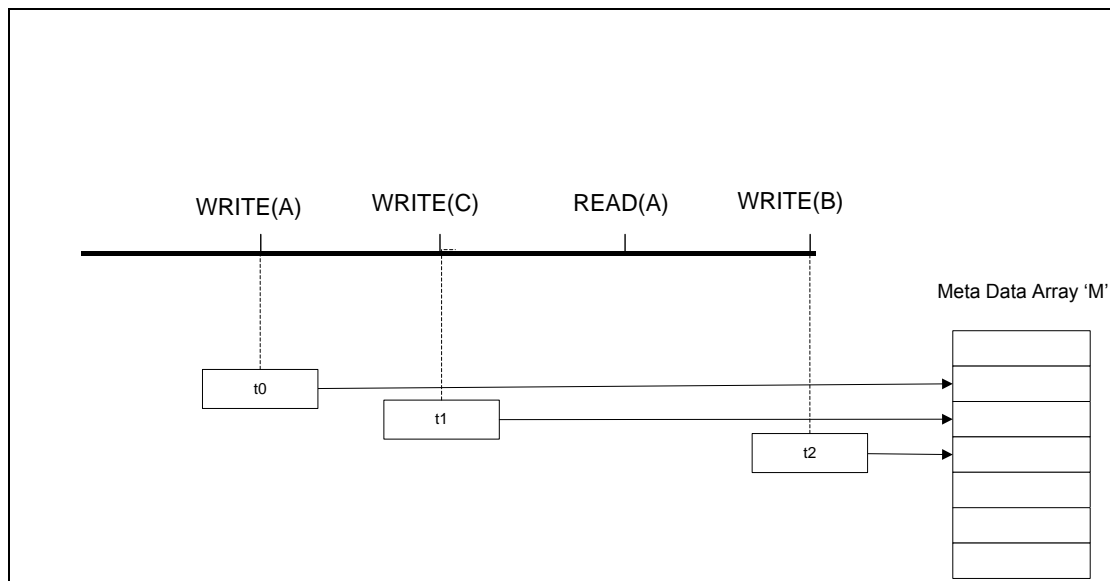 WRITE(A) WRITE(C) READ(A) WRITE(B)
Meta Data Array ‘M’
t0
t1
t2